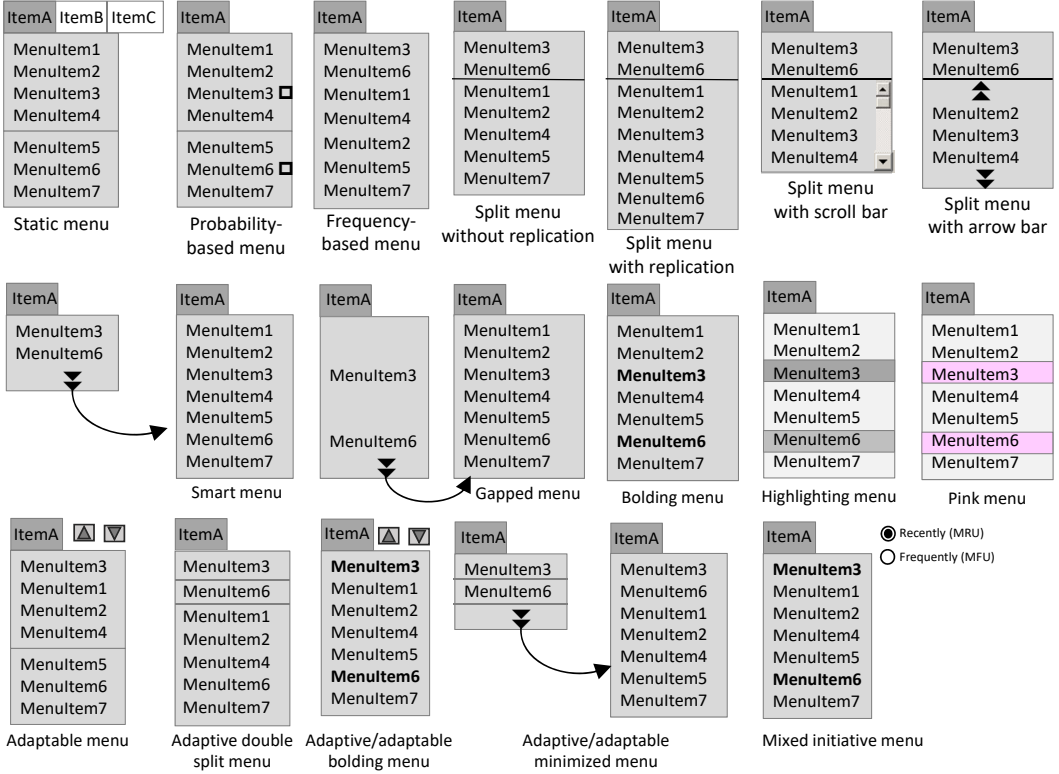 ItemA ItemB ItemC
MenuItem1
MenuItem2
MenuItem3
MenuItem4
MenuItem5
MenuItem6
MenuItem7
Static menu
ItemA
MenuItem1
MenuItem2
MenuItem3
MenuItem4
MenuItem5
MenuItem6
MenuItem7
Probability-
based menu
ItemA
MenuItem3
MenuItem6
MenuItem1
MenuItem4
MenuItem2
MenuItem5
MenuItem7
Frequency-
based menu
ItemA
MenuItem3
MenuItem6
MenuItem1
MenuItem2
MenuItem4
MenuItem5
MenuItem7
Split menu
without replication
ItemA
MenuItem3
MenuItem6
MenuItem1
MenuItem2
MenuItem3
MenuItem4
MenuItem5
MenuItem6
MenuItem7
Split menu
with replication
ItemA
MenuItem3
MenuItem6
MenuItem1
MenuItem2
MenuItem3
MenuItem4
Split menu
with scroll bar
ItemA
MenuItem3
MenuItem6
MenuItem2
MenuItem3
MenuItem4
Split menu
with arrow bar
ItemA
MenuItem3
MenuItem6
ItemA
MenuItem1
MenuItem2
MenuItem3
MenuItem4
MenuItem5
MenuItem6
MenuItem7
Smart menu
ItemA
MenuItem3
MenuItem6
ItemA
MenuItem1
MenuItem2
MenuItem3
MenuItem4
MenuItem5
MenuItem6
MenuItem7
Gapped menu
ItemA
MenuItem1
MenuItem2
MenuItem3
MenuItem4
MenuItem5
MenuItem6
MenuItem7
Bolding menu
ItemA
MenuItem1
MenuItem2
MenuItem3
MenuItem4
MenuItem5
MenuItem6
MenuItem7
Highlighting menu
ItemA
MenuItem1
MenuItem2
MenuItem3
MenuItem4
MenuItem5
MenuItem6
MenuItem7
Pink menu
ItemA
MenuItem3
MenuItem1
MenuItem2
MenuItem4
MenuItem5
MenuItem6
MenuItem7
Adaptable menu
ItemA
MenuItem3
MenuItem6
MenuItem1
MenuItem2
MenuItem4
MenuItem6
MenuItem7
Adaptive double
split menu
ItemA
MenuItem3
MenuItem1
MenuItem2
MenuItem4
MenuItem5
MenuItem6
MenuItem7
Adaptive/adaptable
bolding menu
ItemA
MenuItem3
MenuItem6
ItemA
MenuItem3
MenuItem6
MenuItem1
MenuItem2
MenuItem4
MenuItem5
MenuItem7
Adaptive/adaptable
minimized menu
ItemA
MenuItem3
MenuItem1
MenuItem2
MenuItem4
MenuItem5
MenuItem6
MenuItem7
Mixed initiative menu
Recently (MRU)
Frequently (MFU)